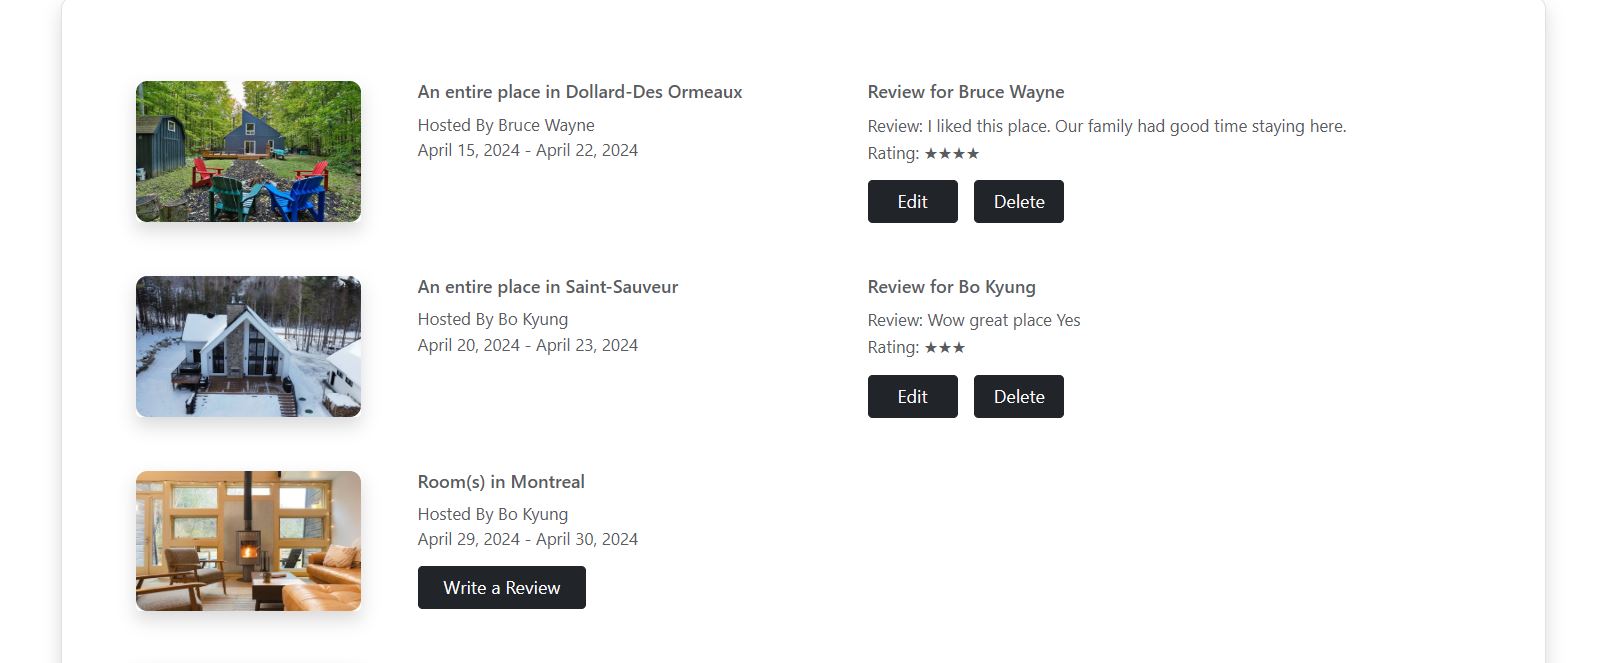 An entire place in Dollard-Des Ormeaux
Hosted By Bruce Wayne
April 15, 2024 - April 22, 2024
Review for Bruce Wayne
Review: I liked this place. Our family had good time staying here.
Rating: ★★★★
Edit
Delete
An entire place in Saint-Sauveur
Hosted By Bo Kyung
April 20, 2024 - April 23, 2024
Review for Bo Kyung
Review: Wow great place Yes
Rating: ★★★
Edit
Delete
Room(s) in Montreal
Hosted By Bo Kyung
April 29, 2024 - April 30, 2024
Write a Review